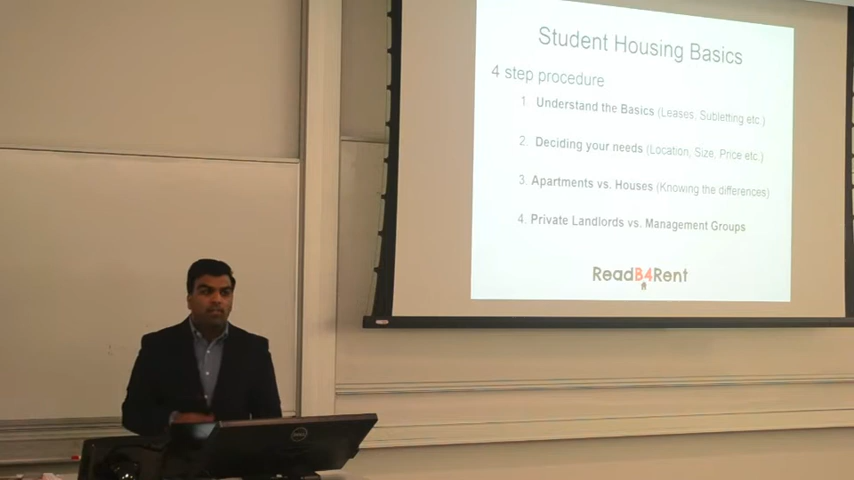 Student Housing Basics
4 step procedure
1. Understand the Basics (Leases, Subletting etc.)
2. Deciding your needs (Location, Size, Price etc.)
3. Apartments vs. Houses (Knowing the differences)
4. Private Landlords vs. Management Groups
ReadB4Rent
DELL